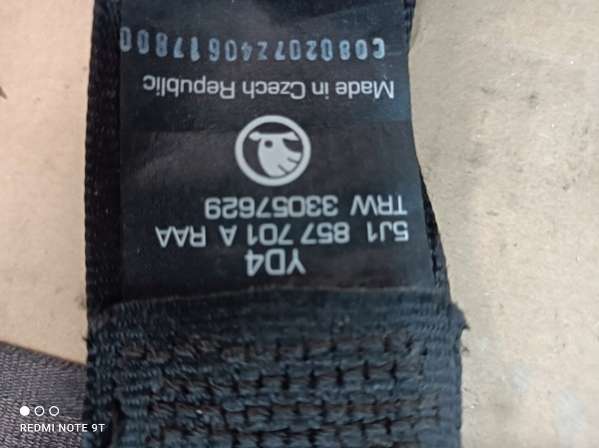 YD4
5J1 857 701 A RAA
TRW 33057629
Made in Czech Republic
C080207240617800
REDMI NOTE 9T